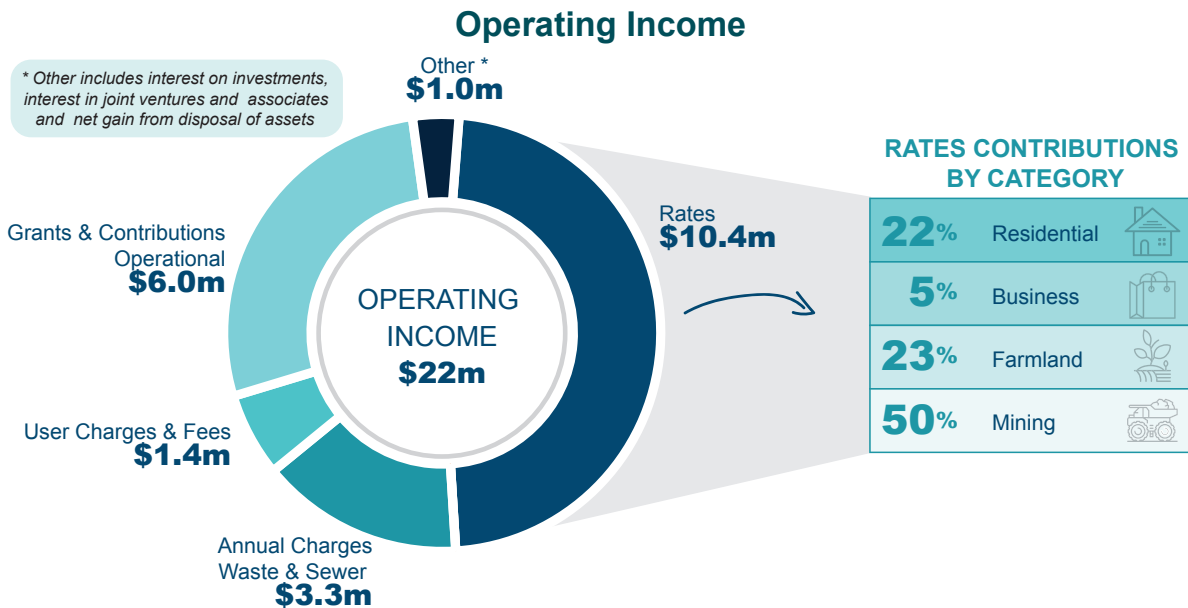 Operating Income
* Other includes interest on investments,
interest in joint ventures and associates
and net gain from disposal of assets
Other *
$1.0m
Rates
$10.4m
Grants & Contributions
Operational
$6.0m
User Charges & Fees
$1.4m
Annual Charges
Waste & Sewer
$3.3m
OPERATING
INCOME
$22m
RATES CONTRIBUTIONS
BY CATEGORY
22% Residential
5% Business
23% Farmland
50% Mining